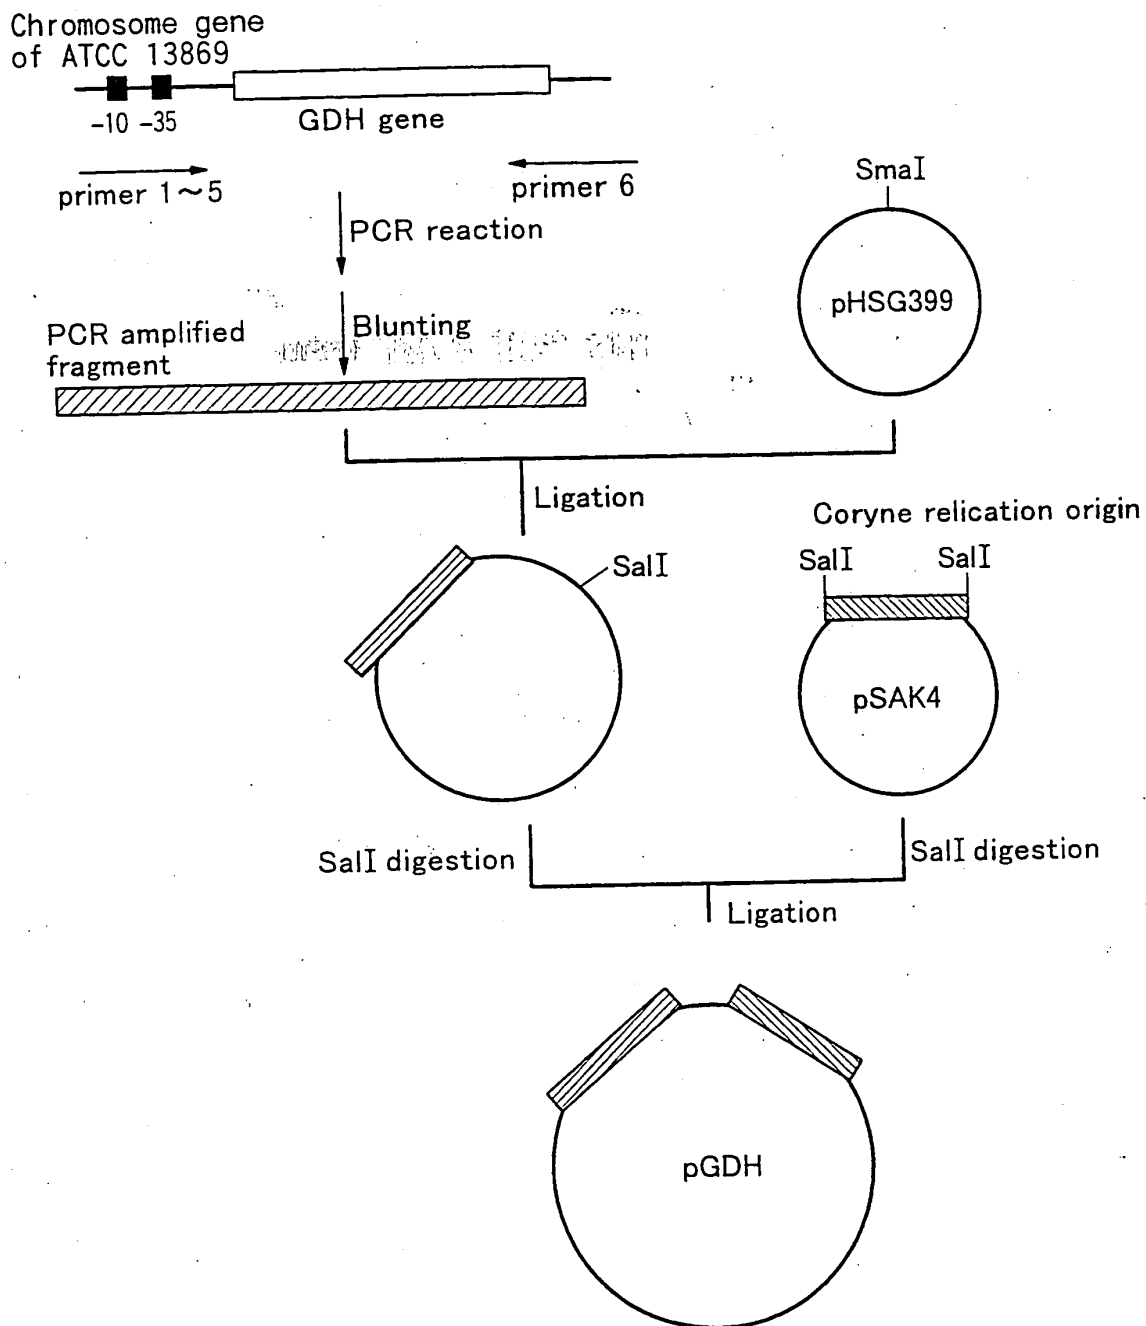 Chromosome gene
of ATCC 13869
-10 -35
GDH gene
primer 1～5
primer 6
SmaI
PCR reaction
pHSG399
Blunting
PCR amplified
fragment
Ligation
Coryne relication origin
SalI
SalI
SalI
pSAK4
SalI digestion
SalI digestion
Ligation
pGDH